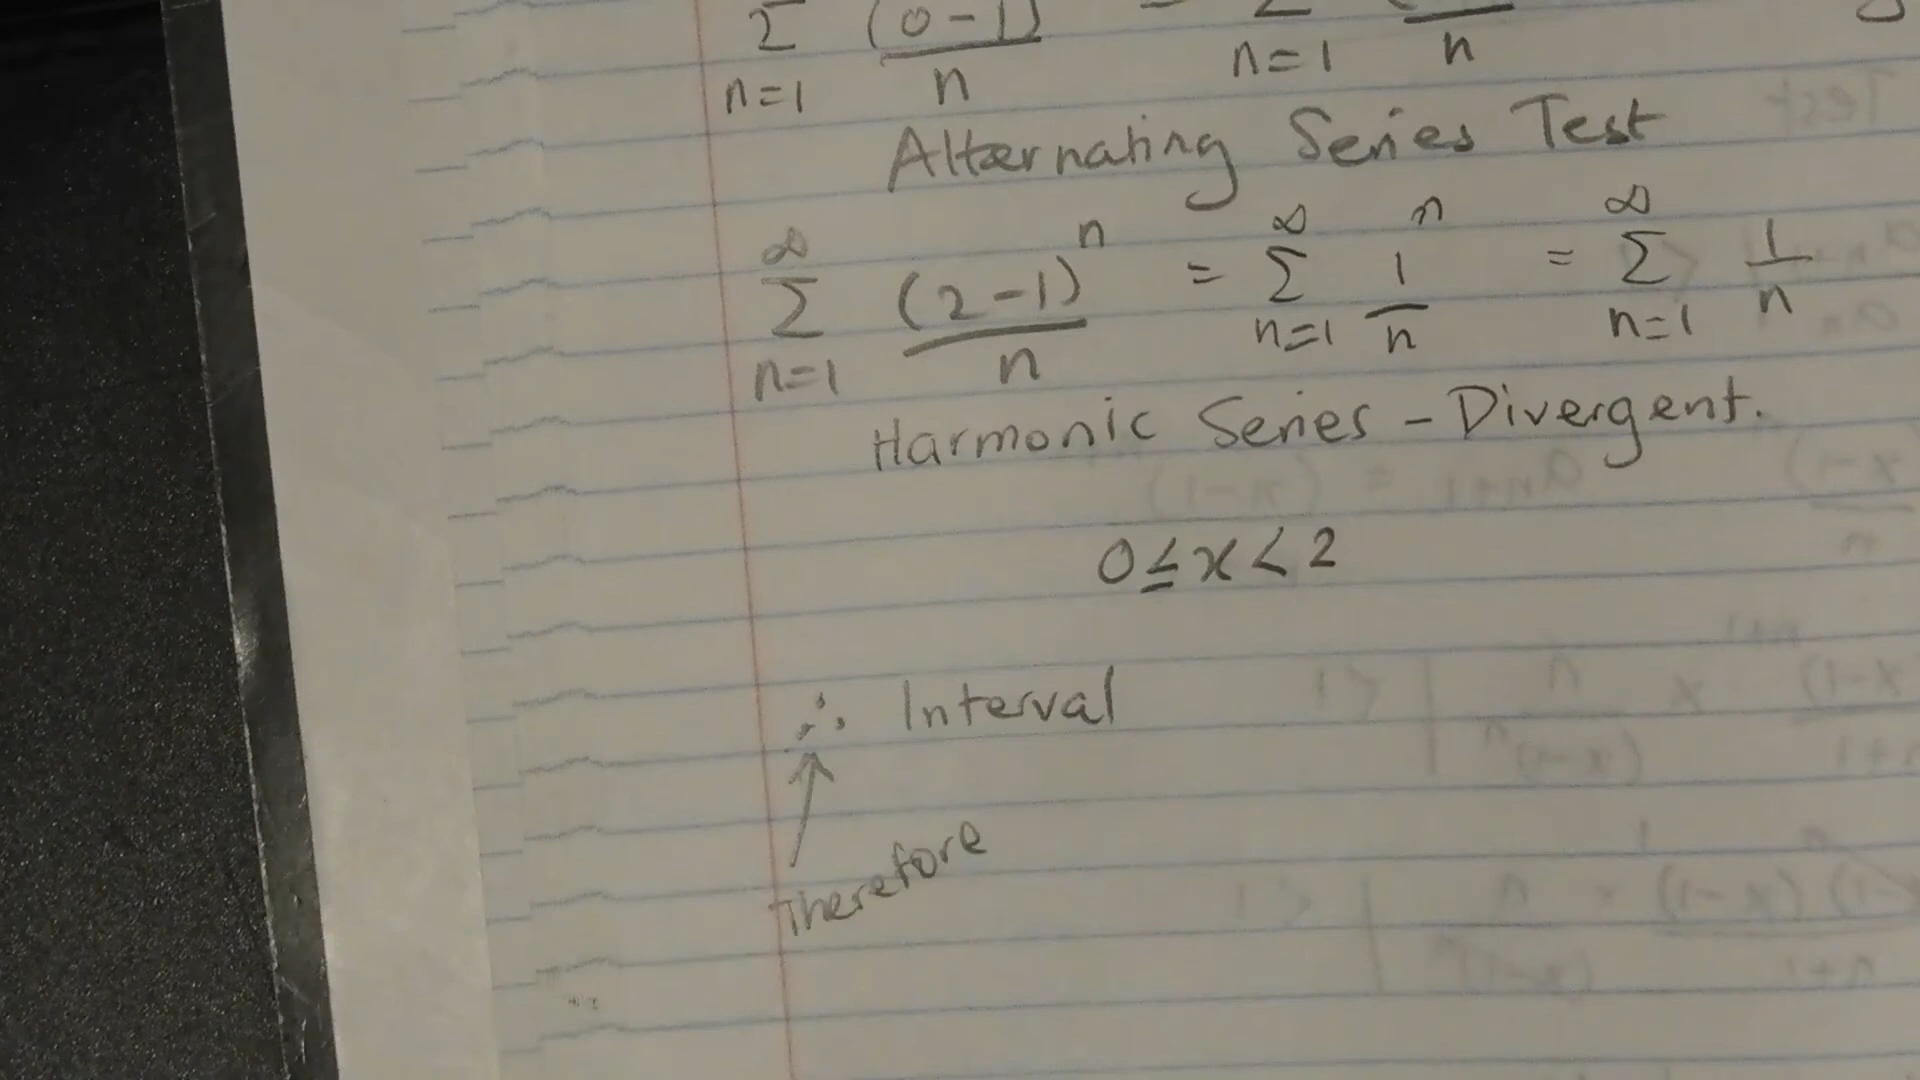 ∑ (0-1) = ∑
n=1 n n=1 n
Alternating Series Test
∞ n ∞ n ∞
∑ (2-1) = ∑ 1 = ∑ 1
n=1 n n=1 n n=1 n
Harmonic Series - Divergent.
0 ≤ x < 2
∴ Interval
therefore